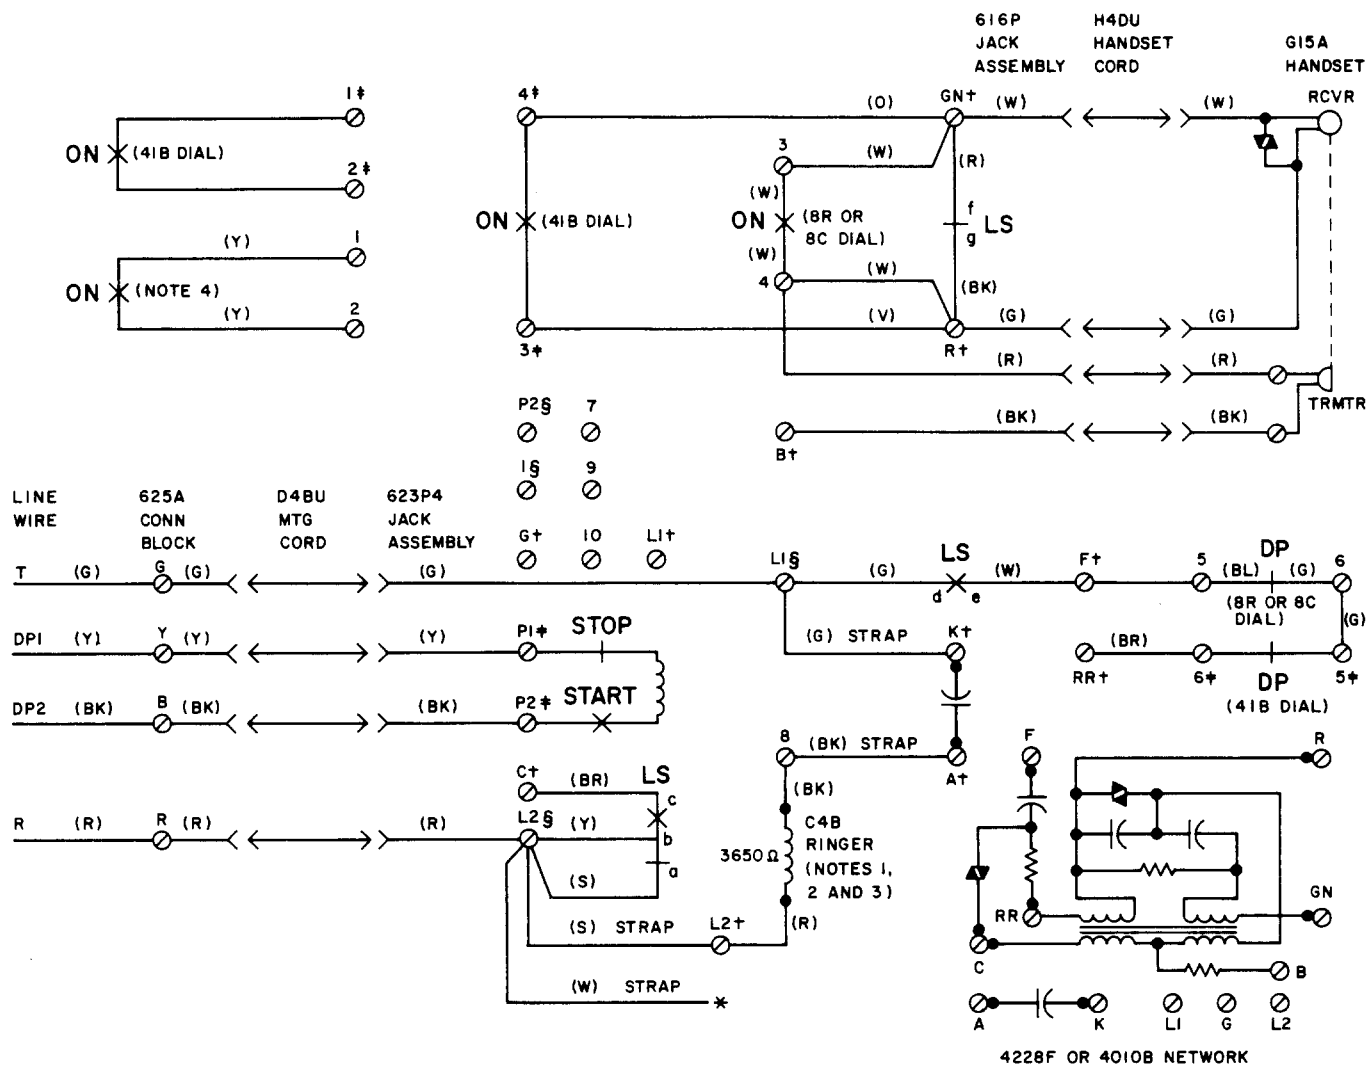 616P
JACK
ASSEMBLY
H4DU
HANDSET
CORD
G15A
HANDSET
RCVR
1‡
ON (41B DIAL)
2‡
(Y)
1
ON (NOTE 4)
(Y)
2
4‡
(O)
GN†
(W)
(W)
3
(W)
(R)
(W)
ON (41B DIAL)
ON (8R OR
8C DIAL)
f
g
LS
(W)
4
(W)
(BK)
(V)
(G)
(G)
3‡
R†
(R)
(R)
TRMTR
P2§
7
(BK)
(BK)
B†
1§
9
LINE
WIRE
625A
CONN
BLOCK
D4BU
MTG
CORD
623P4
JACK
ASSEMBLY
G†
10
L1†
T (G) G (G) (G)
L1§
(G)
LS
d e
(W)
F†
5
DP
(BL) (G)
6
(8R OR 8C
DIAL)
(G)
DP1 (Y) Y (Y) (Y)
P1‡
STOP
(G) STRAP
K†
(BR)
RR†
6‡
DP
(41B DIAL)
5‡
DP2 (BK) B (BK) (BK)
P2‡
START
8
(BK) STRAP
A†
F
R
C†
(BR)
LS
c
(BK)
R (R) R (R) (R)
L2§
(Y)
b
a
(S)
3650Ω
C4B
RINGER
(NOTES 1,
2 AND 3)
(S) STRAP
L2†
(R)
(W) STRAP *
RR
GN
C
B
A
K
L1
G
L2
4228F OR 4010B NETWORK